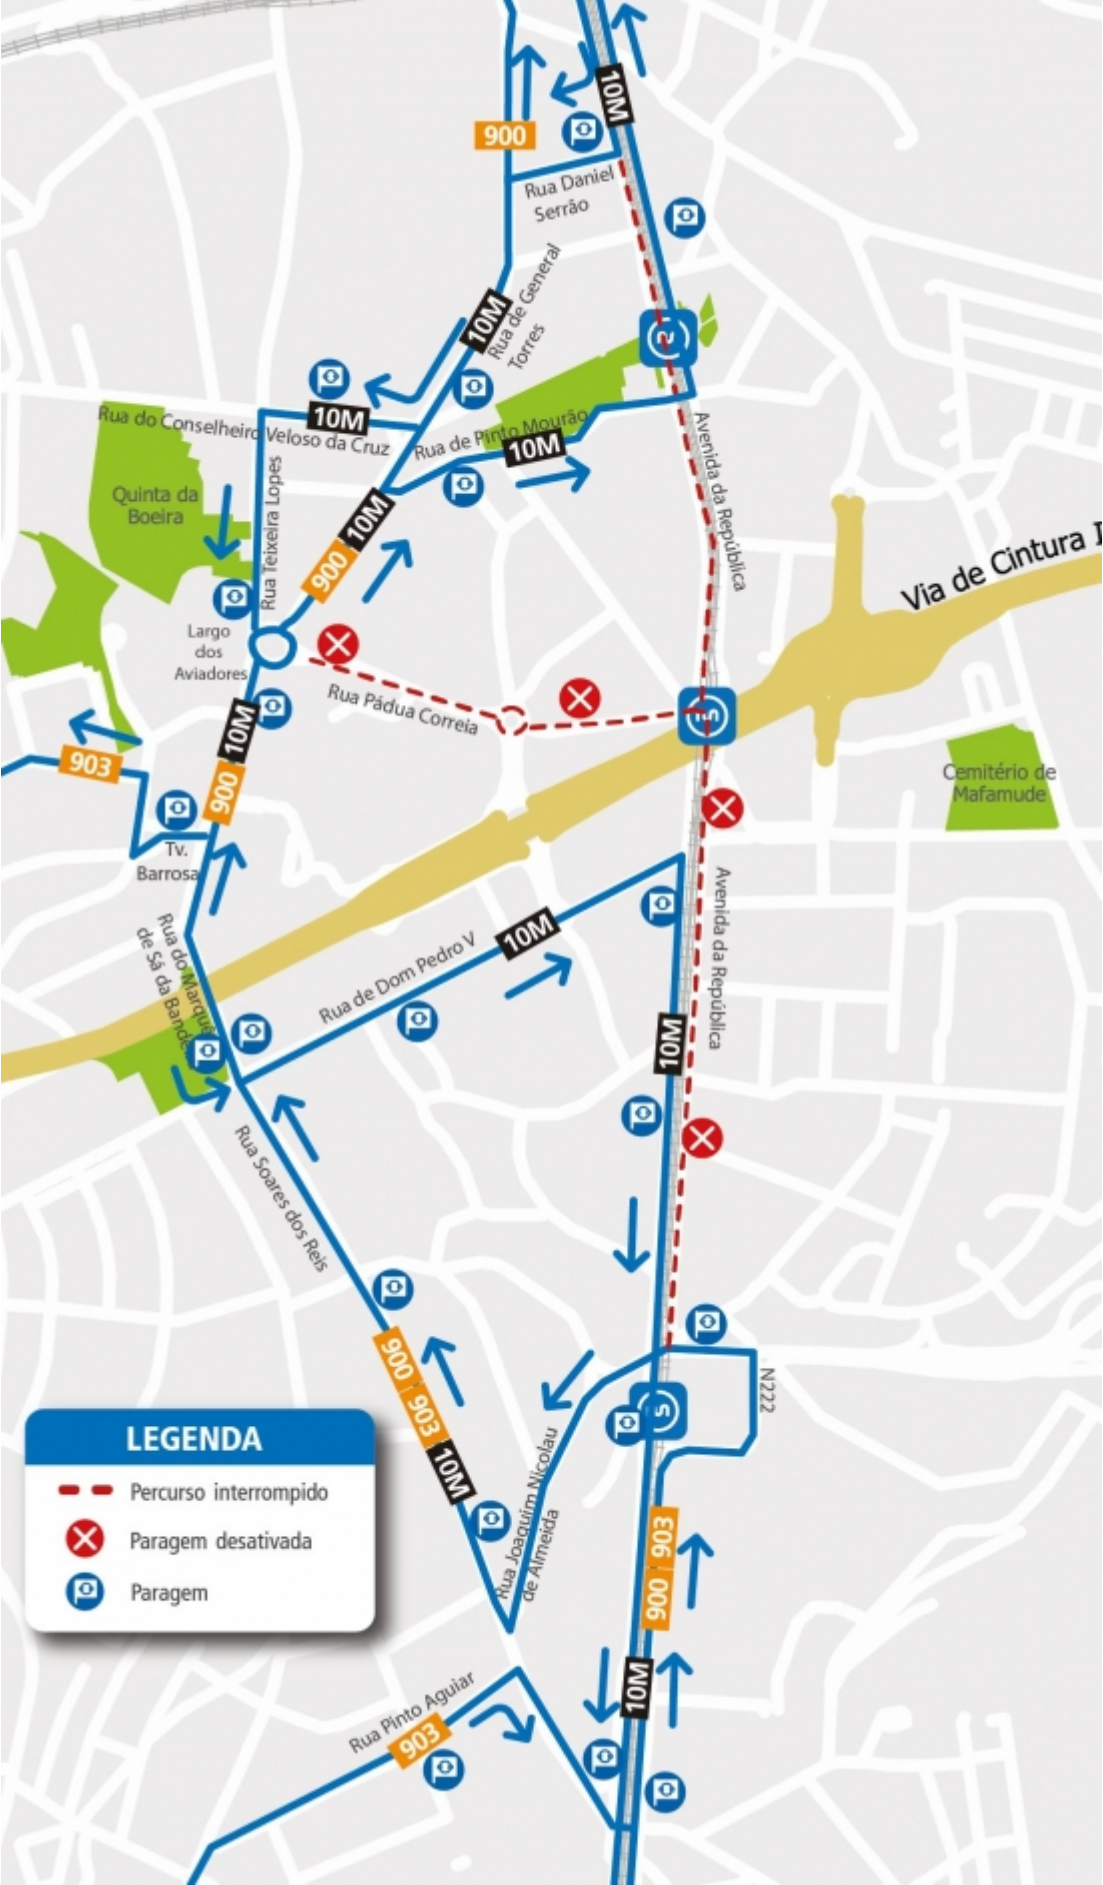 10M
900
Rua Daniel
Serrão
10M
Rua de General
Torres
10M
Rua do Conselheiro Veloso da Cruz
Rua de Pinto Mourão
10M
Avenida da República
Quinta da
Boeira
Rua Teixeira Lopes
900 10M
Via de Cintura
Largo
dos
Aviadores
Rua Pádua Correia
900 10M
903
Cemitério de
Mafamude
Tv.
Barrosa
Avenida da República
10M
Rua de Dom Pedro V
Rua do Marquê
de Sá da Bande
10M
Rua Soares dos Reis
N222
900 903 10M
Rua Joaquim Nicolau
de Almeida
LEGENDA
Percurso interrompido
Paragem desativada
Paragem
900 903
10M
Rua Pinto Aguiar
903